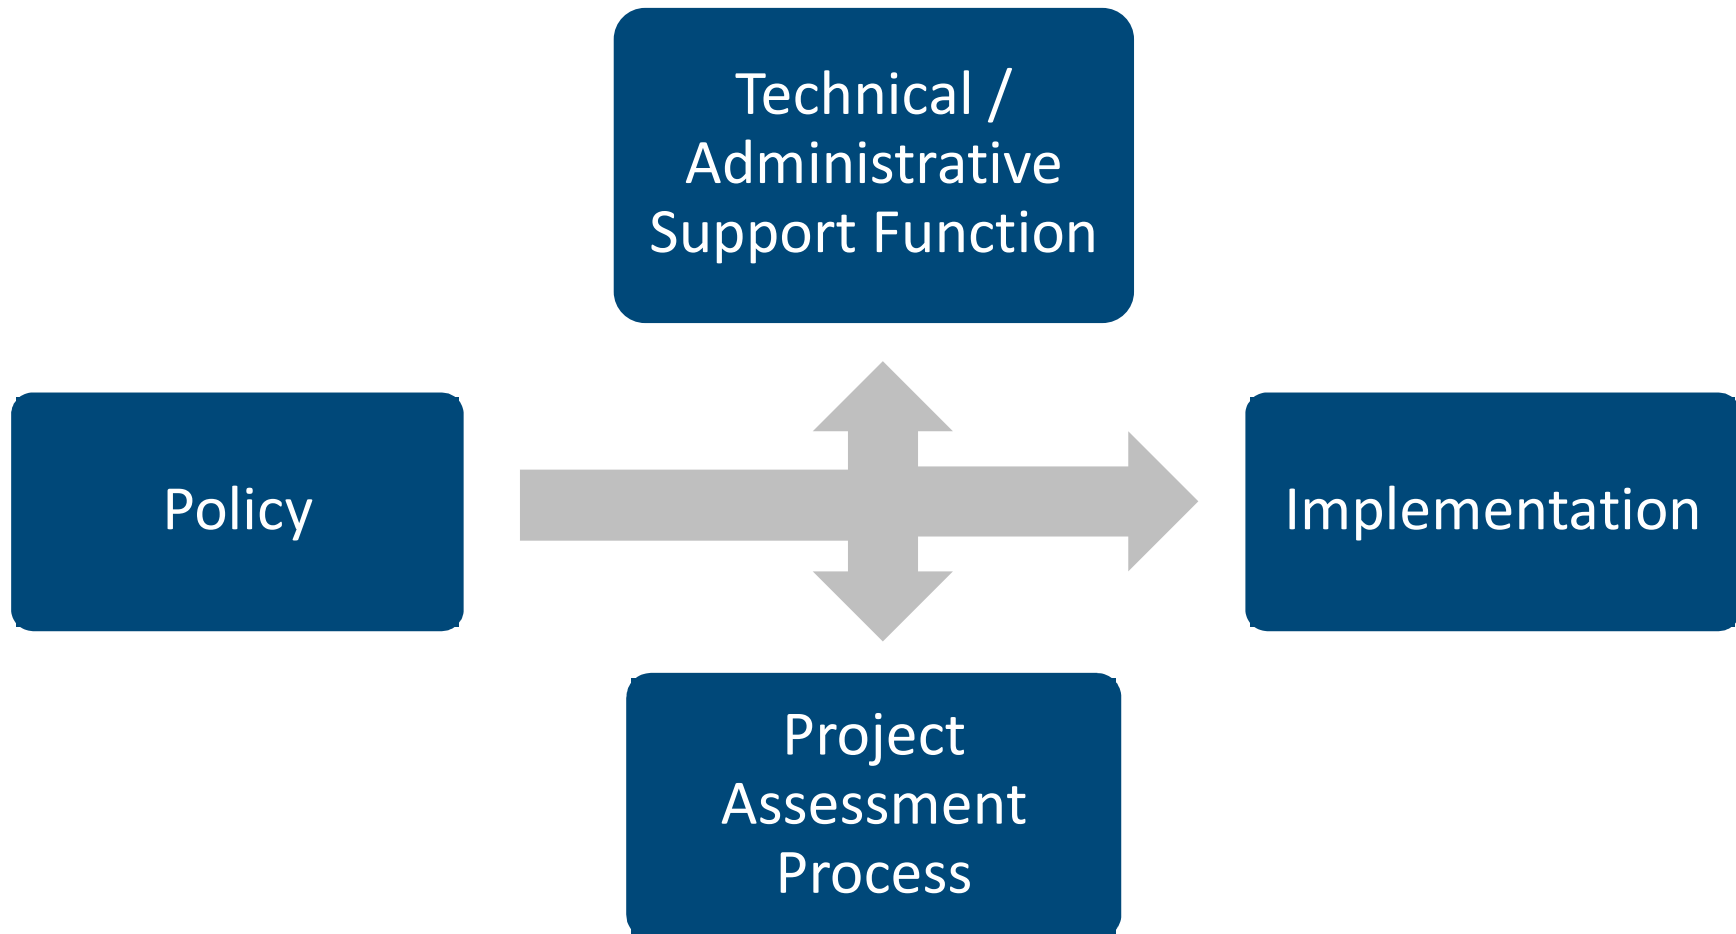 Technical /
Administrative
Support Function
Policy
Implementation
Project
Assessment
Process